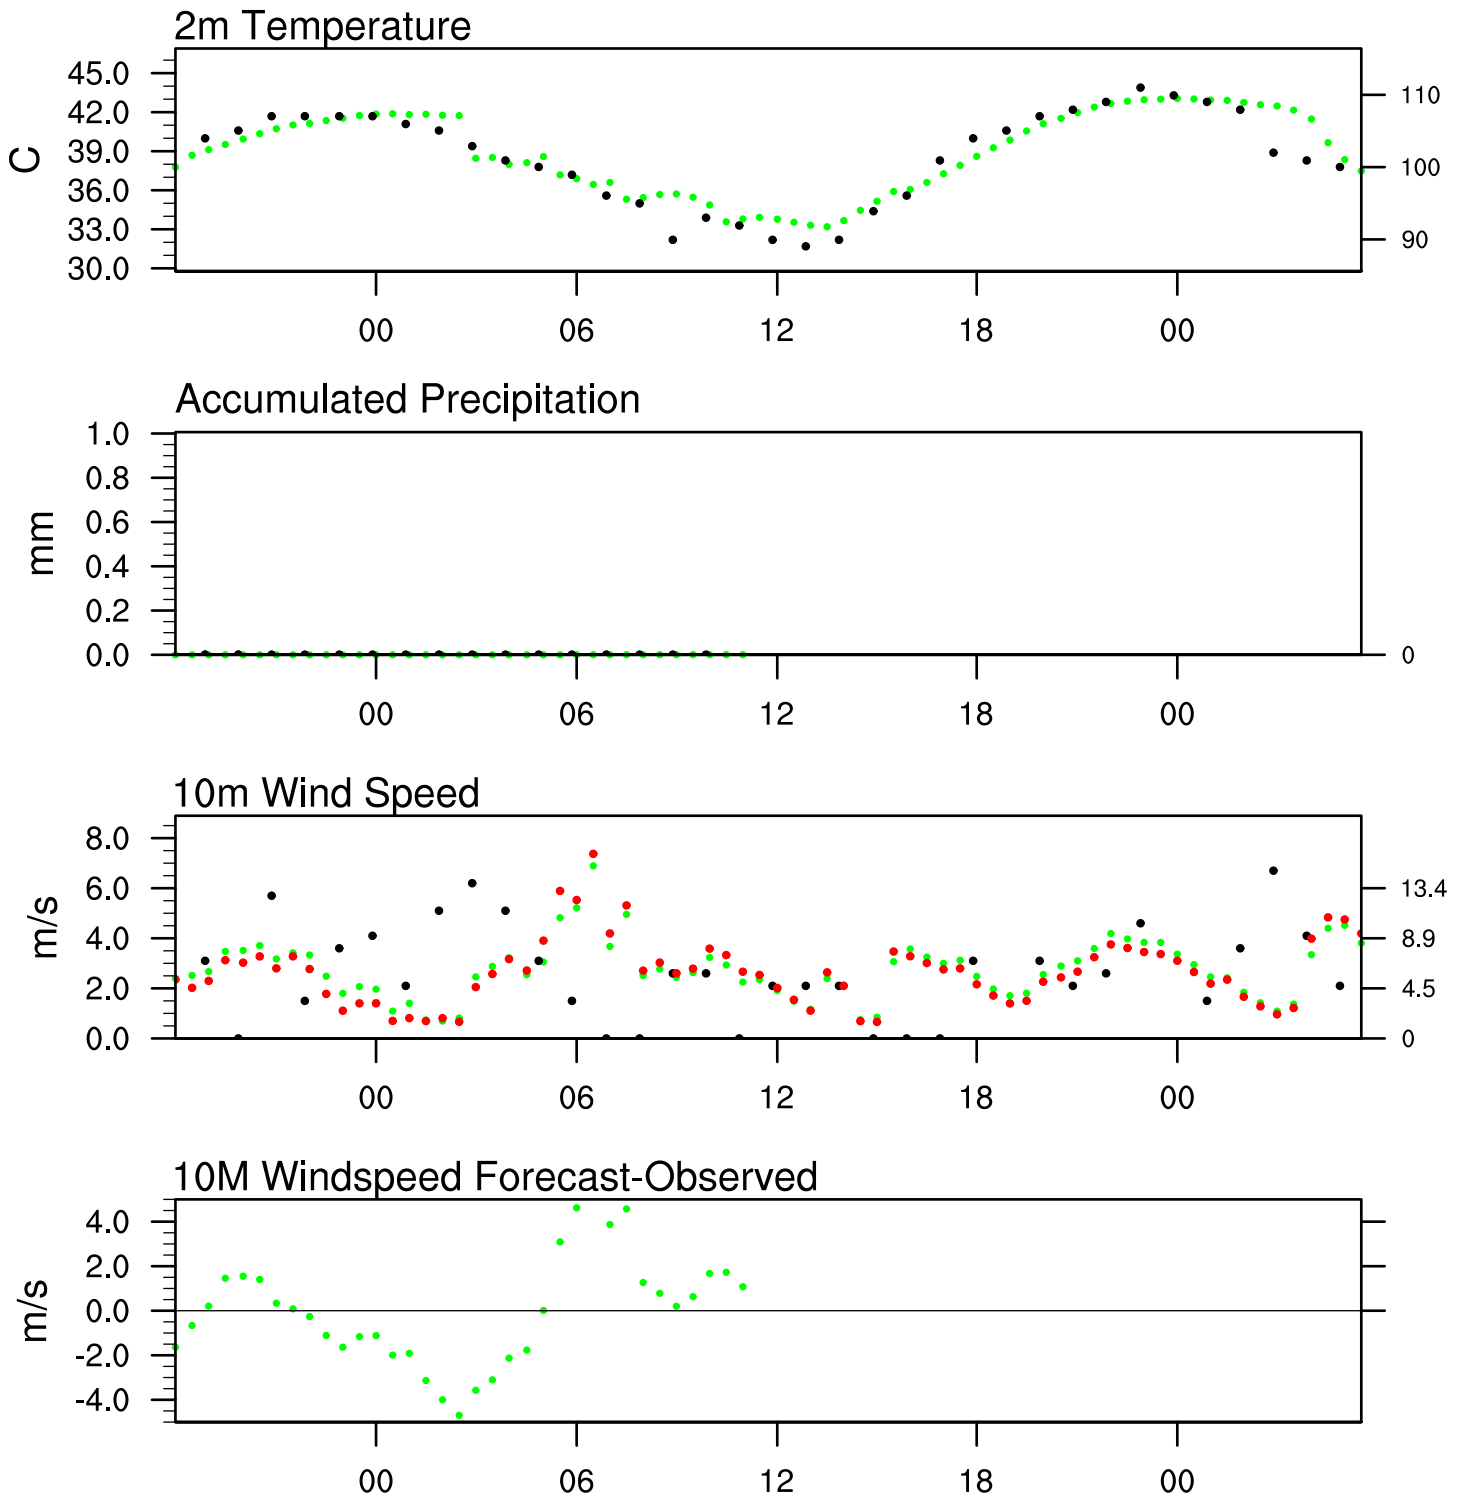 2m Temperature
45.0
42.0
39.0
36.0
33.0
30.0
C
110
100
90
00 06 12 18 00
Accumulated Precipitation
1.0
0.8
0.6
0.4
0.2
0.0
mm
0
00 06 12 18 00
10m Wind Speed
8.0
6.0
4.0
2.0
0.0
m/s
13.4
8.9
4.5
0
00 06 12 18 00
10M Windspeed Forecast-Observed
4.0
2.0
0.0
-2.0
-4.0
m/s
00 06 12 18 00